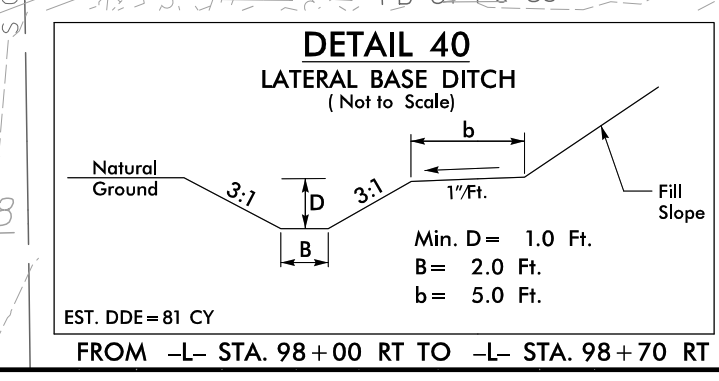 DETAIL 40
LATERAL BASE DITCH
( Not to Scale)
b
Natural
Ground
3:1
D
3:1
1"/Ft.
Fill
Slope
B
Min. D = 1.0 Ft.
B = 2.0 Ft.
b = 5.0 Ft.
EST. DDE = 81 CY
FROM -L- STA. 98+00 RT TO -L- STA. 98+70 RT